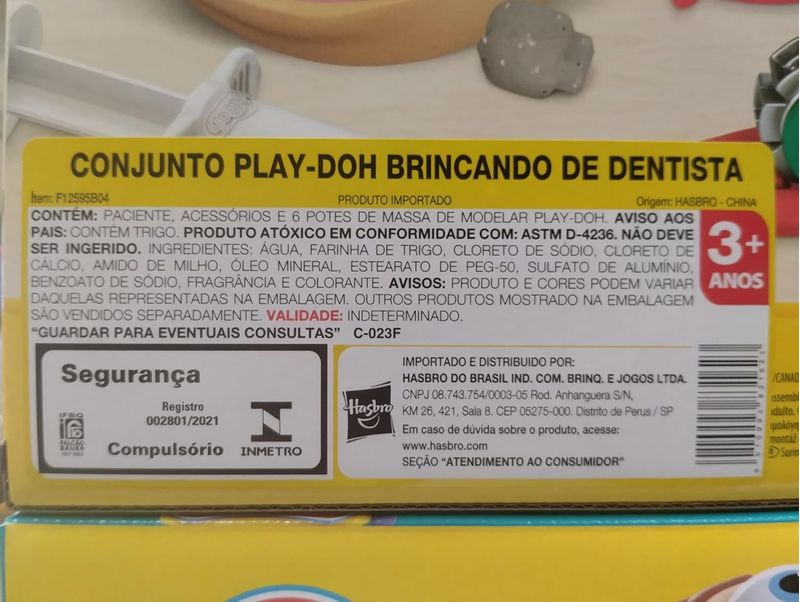 CONJUNTO PLAY-DOH BRINCANDO DE DENTISTA
Ítem: F12595B04 PRODUTO IMPORTADO Origem: HASBRO - CHINA
CONTÉM: PACIENTE, ACESSÓRIOS E 6 POTES DE MASSA DE MODELAR PLAY-DOH. AVISO AOS
PAIS: CONTÉM TRIGO. PRODUTO ATÓXICO EM CONFORMIDADE COM: ASTM D-4236. NÃO DEVE
SER INGERIDO. INGREDIENTES: ÁGUA, FARINHA DE TRIGO, CLORETO DE SÓDIO, CLORETO DE
CÁLCIO, AMIDO DE MILHO, ÓLEO MINERAL, ESTEARATO DE PEG-50, SULFATO DE ALUMÍNIO,
BENZOATO DE SÓDIO, FRAGRÂNCIA E COLORANTE. AVISOS: PRODUTO E CORES PODEM VARIAR
DAQUELAS REPRESENTADAS NA EMBALAGEM. OUTROS PRODUTOS MOSTRADO NA EMBALAGEM
SÃO VENDIDOS SEPARADAMENTE. VALIDADE: INDETERMINADO.
"GUARDAR PARA EVENTUAIS CONSULTAS" C-023F
3+
ANOS
Segurança
Registro
002801/2021
Compulsório
IFBQ
FALCÃO
BAUER
INMETRO
Hasbro
IMPORTADO E DISTRIBUIDO POR:
HASBRO DO BRASIL IND. COM. BRINQ. E JOGOS LTDA.
CNPJ 08.743.754/0003-05 Rod. Anhanguera S/N,
KM 26, 421, Sala 8. CEP 05275-000. Distrito de Perus / SP
Em caso de dúvida sobre o produto, acesse:
www.hasbro.com
SEÇÃO "ATENDIMENTO AO CONSUMIDOR"